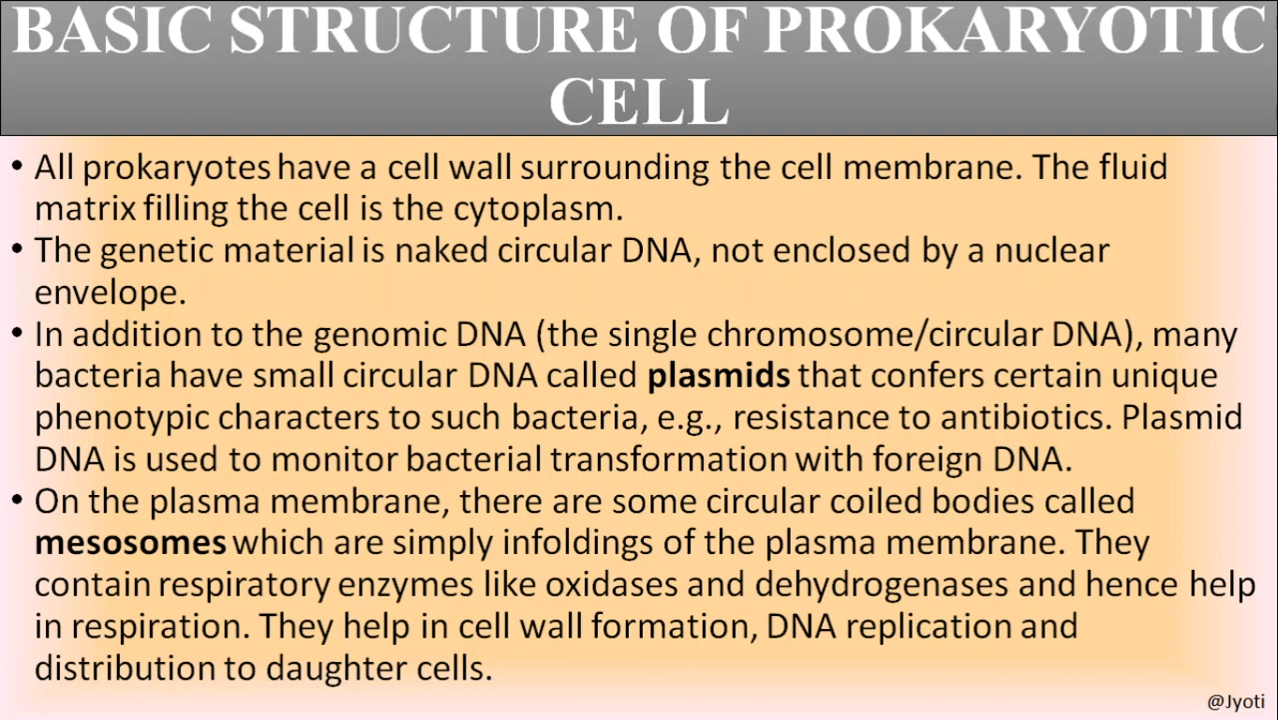 BASIC STRUCTURE OF PROKARYOTIC
CELL
• All prokaryotes have a cell wall surrounding the cell membrane. The fluid
matrix filling the cell is the cytoplasm.
• The genetic material is naked circular DNA, not enclosed by a nuclear
envelope.
• In addition to the genomic DNA (the single chromosome/circular DNA), many
bacteria have small circular DNA called plasmids that confers certain unique
phenotypic characters to such bacteria, e.g., resistance to antibiotics. Plasmid
DNA is used to monitor bacterial transformation with foreign DNA.
• On the plasma membrane, there are some circular coiled bodies called
mesosomes which are simply infoldings of the plasma membrane. They
contain respiratory enzymes like oxidases and dehydrogenases and hence help
in respiration. They help in cell wall formation, DNA replication and
distribution to daughter cells.
@Jyoti